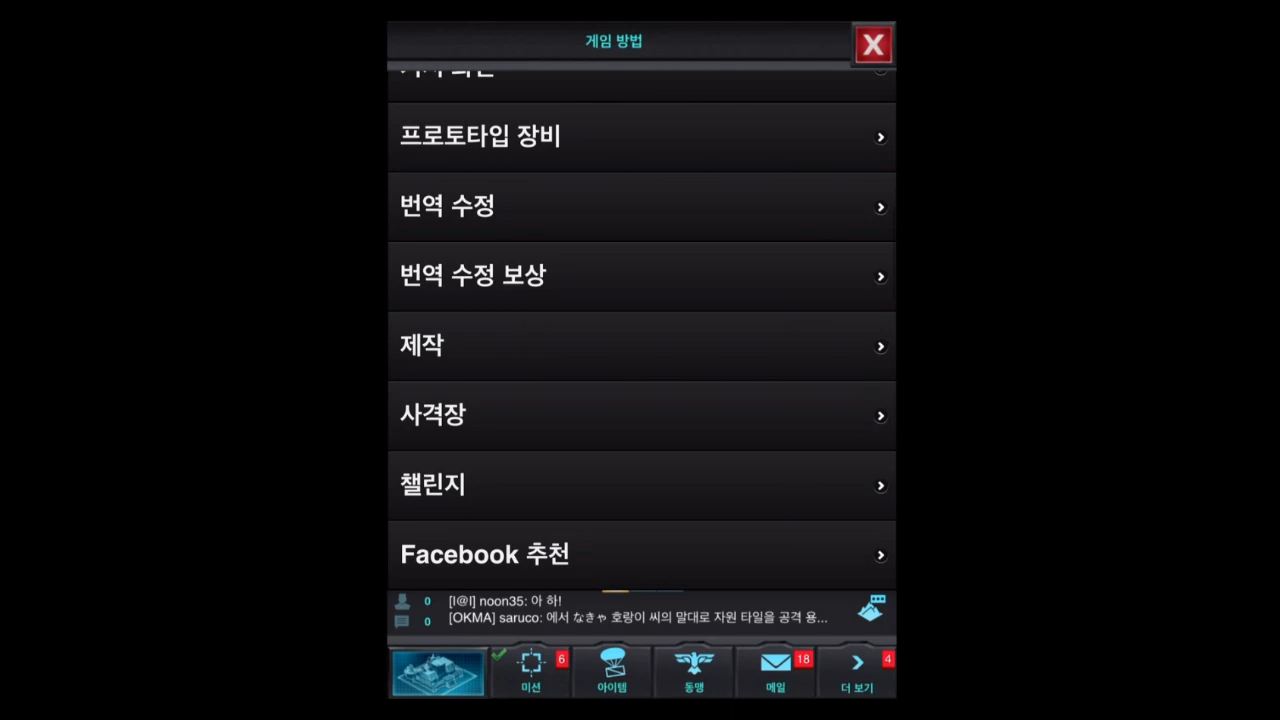 게임 방법
프로토타입 장비
번역 수정
번역 수정 보상
제작
사격장
챌린지
Facebook 추천
0 [I@I] noon35: 아 하!
0 [OKMA] saruco: 에서 なきゃ 호랑이 씨의 말대로 자원 타일을 공격 용...
6 18 4
미션 아이템 동맹 메일 더 보기